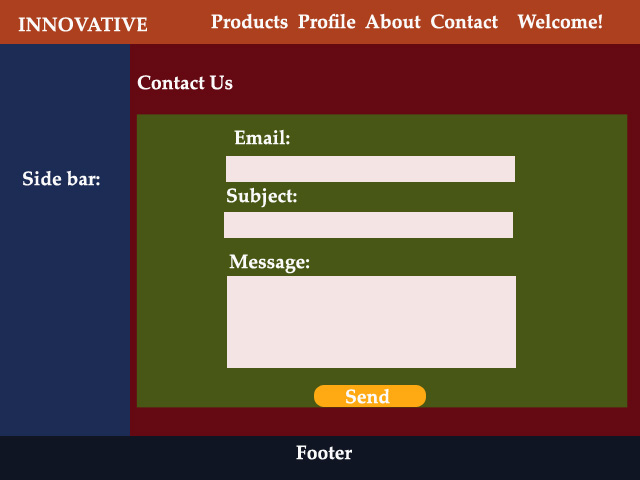 INNOVATIVE Products Profile About Contact Welcome!
Contact Us
Side bar:
Email:
Subject:
Message:
Send
Footer